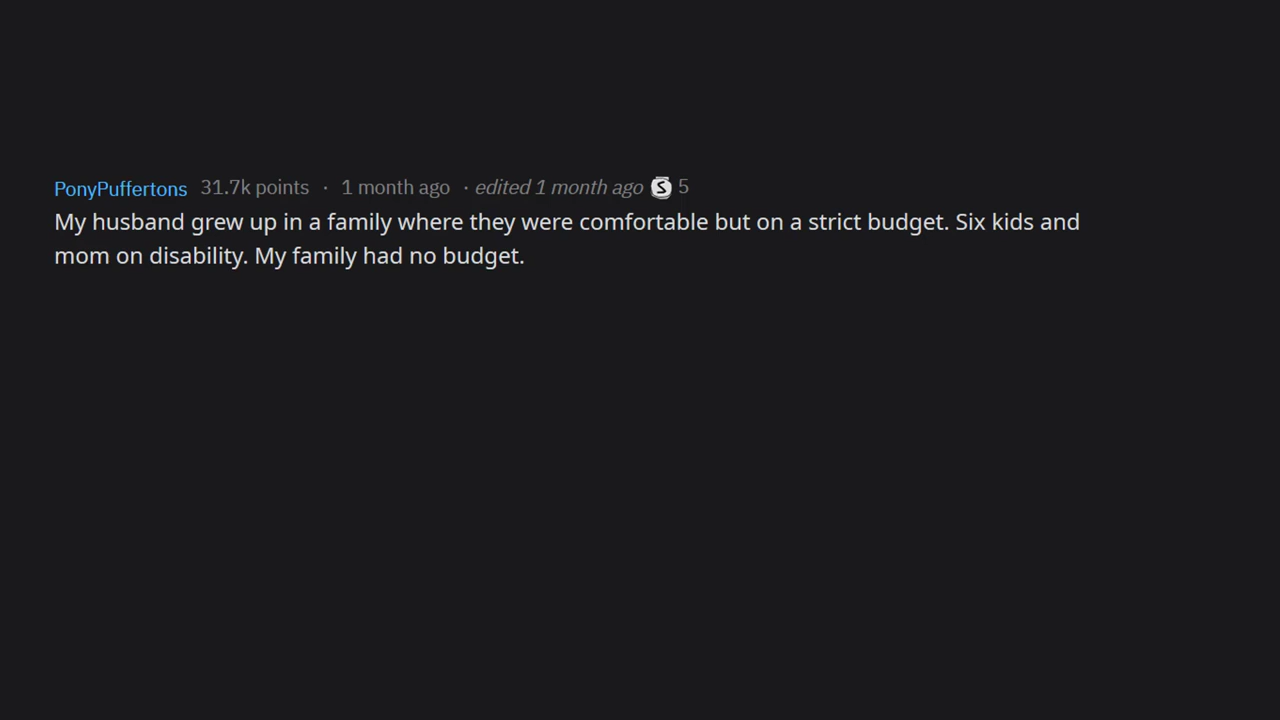 PonyPuffertons 31.7k points · 1 month ago · edited 1 month ago S 5
My husband grew up in a family where they were comfortable but on a strict budget. Six kids and
mom on disability. My family had no budget.